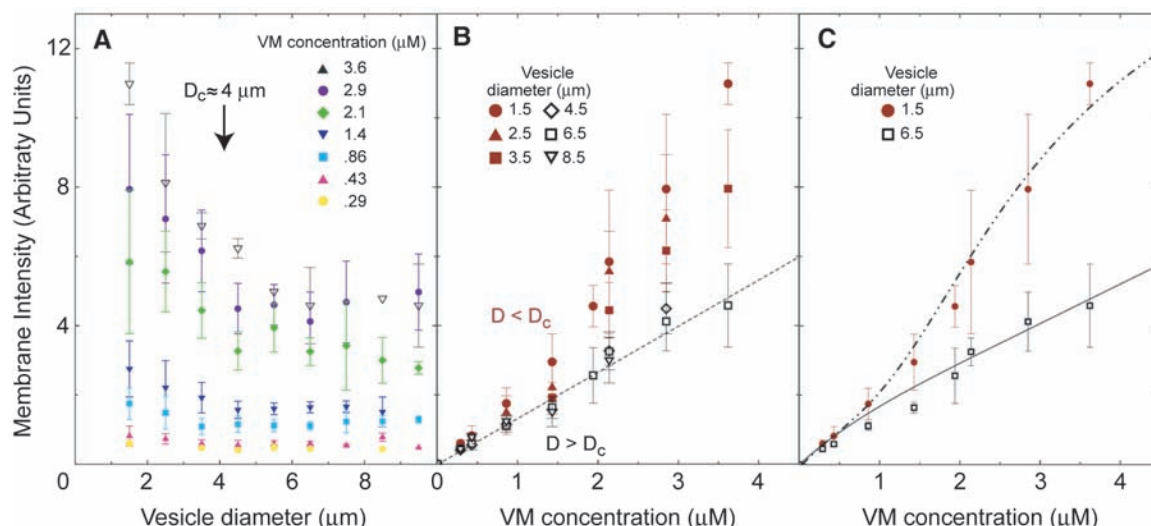 A
VM concentration (μM)
3.6
2.9
2.1
1.4
.86
.43
.29
Dc≈ 4 μm
B
Vesicle
diameter (μm)
1.5 4.5
2.5 6.5
3.5 8.5
D < Dc
D > Dc
C
Vesicle
diameter (μm)
1.5
6.5
Membrane Intensity (Arbitraty Units)
12
8
4
0 2 4 6 8 0 1 2 3 4 0 1 2 3 4
Vesicle diameter (μm) VM concentration (μM) VM concentration (μM)